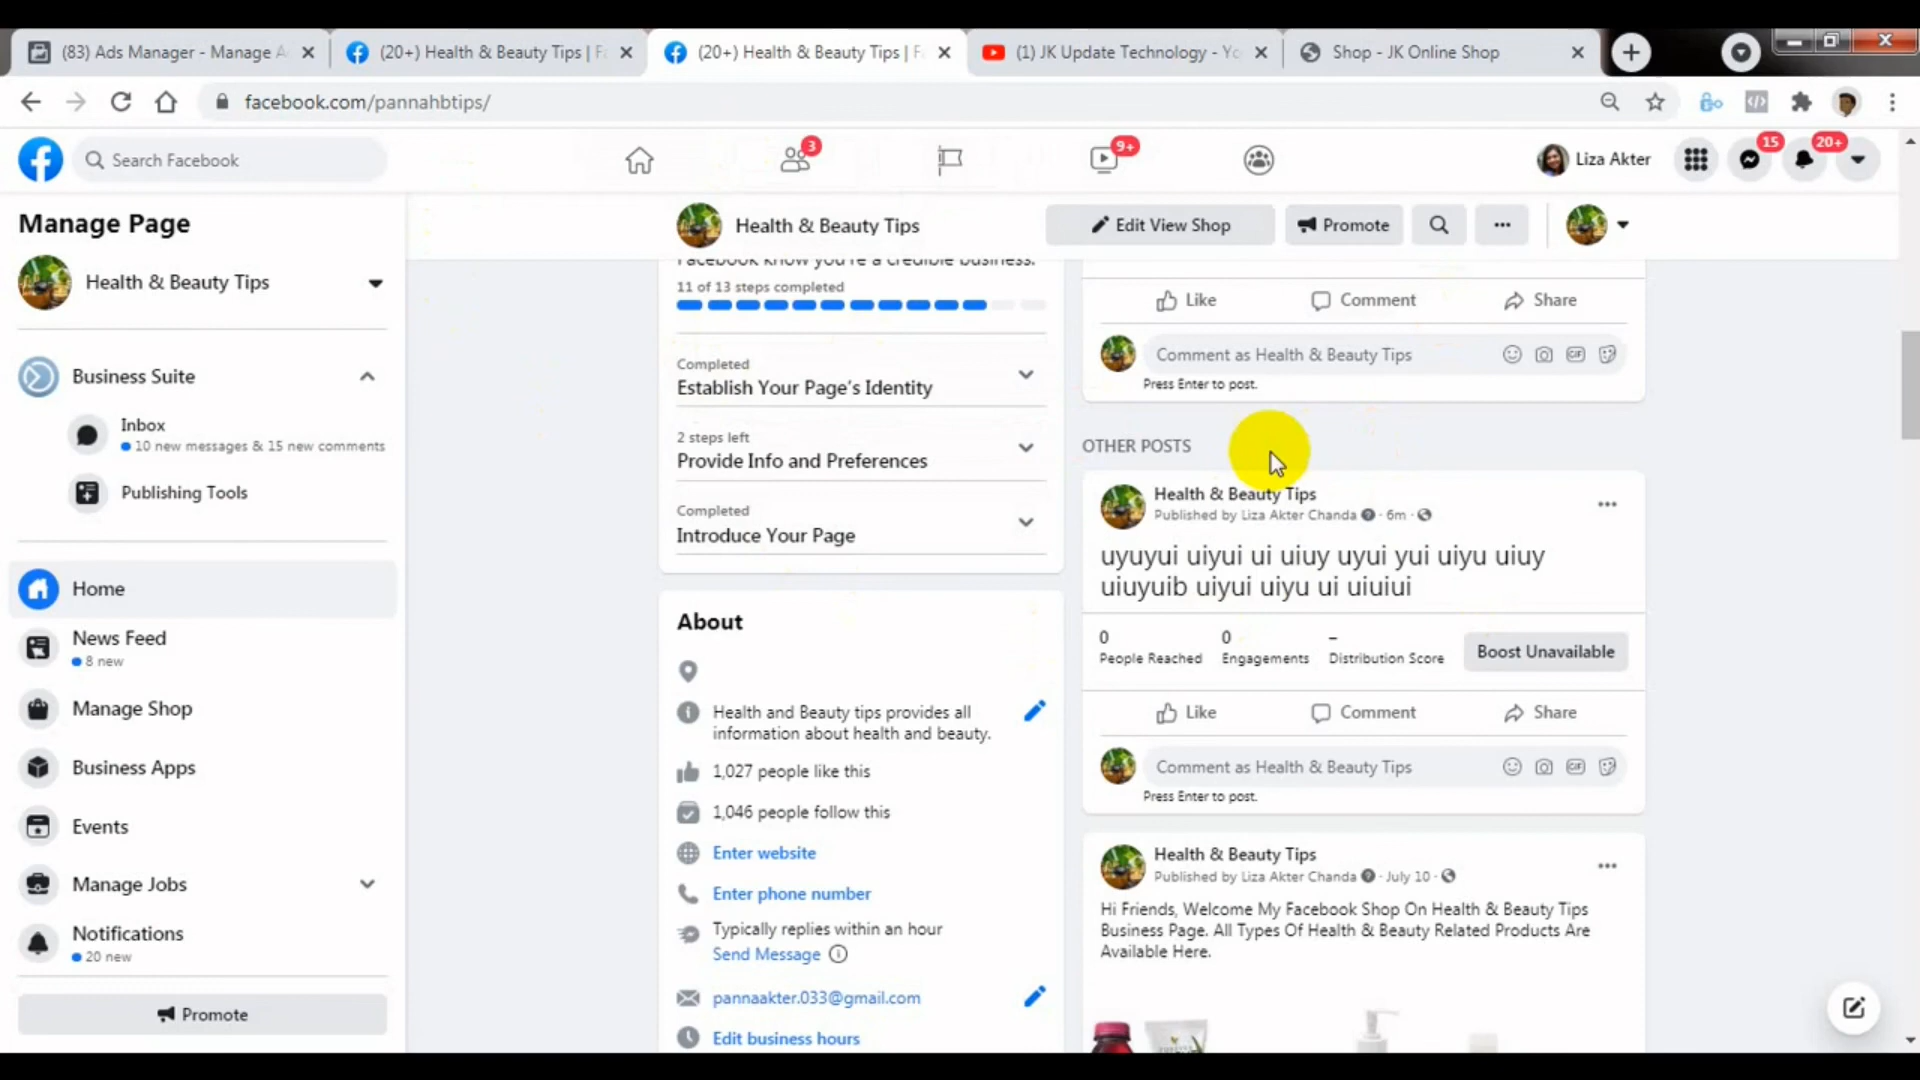 (83) Ads Manager - Manage A
(20+) Health & Beauty Tips | F
(20+) Health & Beauty Tips | F
(1) JK Update Technology - Yo
Shop - JK Online Shop
facebook.com/pannahbtips/
Search Facebook
3
9+
Liza Akter
15
20+
Manage Page
Health & Beauty Tips
Edit View Shop
Promote
Health & Beauty Tips
Business Suite
Inbox
10 new messages & 15 new comments
Publishing Tools
Home
News Feed
8 new
Manage Shop
Business Apps
Events
Manage Jobs
Notifications
20 new
Promote
Facebook know you're a credible business.
11 of 13 steps completed
Completed
Establish Your Page's Identity
2 steps left
Provide Info and Preferences
Completed
Introduce Your Page
About
Health and Beauty tips provides all
information about health and beauty.
1,027 people like this
1,046 people follow this
Enter website
Enter phone number
Typically replies within an hour
Send Message
pannaakter.033@gmail.com
Edit business hours
Like
Comment
Share
Comment as Health & Beauty Tips
GIF
Press Enter to post.
OTHER POSTS
Health & Beauty Tips
Published by Liza Akter Chanda · 6m ·
uyuyui uiyui ui uiuy uyui yui uiyu uiuy
uiuyuib uiyui uiyu ui uiuiui
0
People Reached
0
Engagements
–
Distribution Score
Boost Unavailable
Like
Comment
Share
Comment as Health & Beauty Tips
GIF
Press Enter to post.
Health & Beauty Tips
Published by Liza Akter Chanda · July 10 ·
Hi Friends, Welcome My Facebook Shop On Health & Beauty Tips
Business Page. All Types Of Health & Beauty Related Products Are
Available Here.